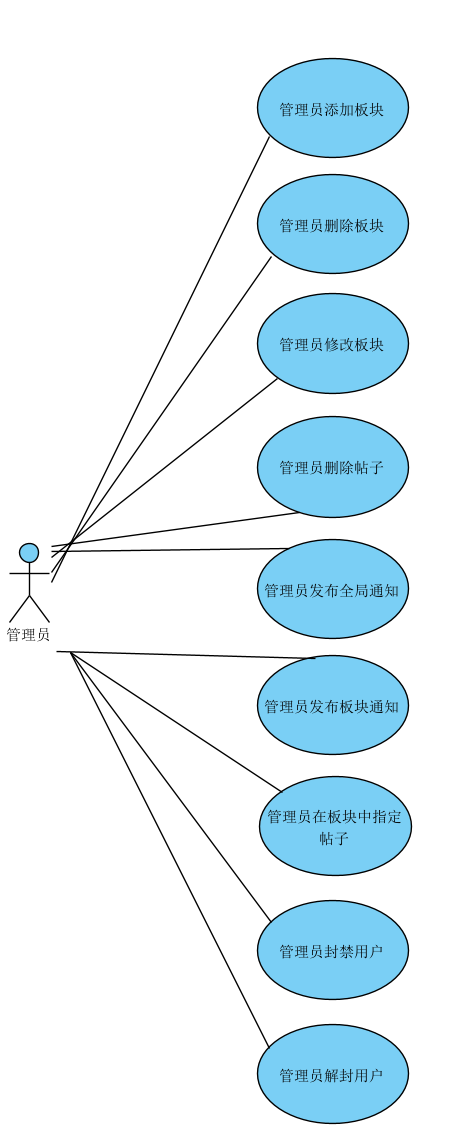 管理员添加板块
管理员删除板块
管理员修改板块
管理员删除帖子
管理员发布全局通知
管理员
管理员发布板块通知
管理员在板块中指定
帖子
管理员封禁用户
管理员解封用户